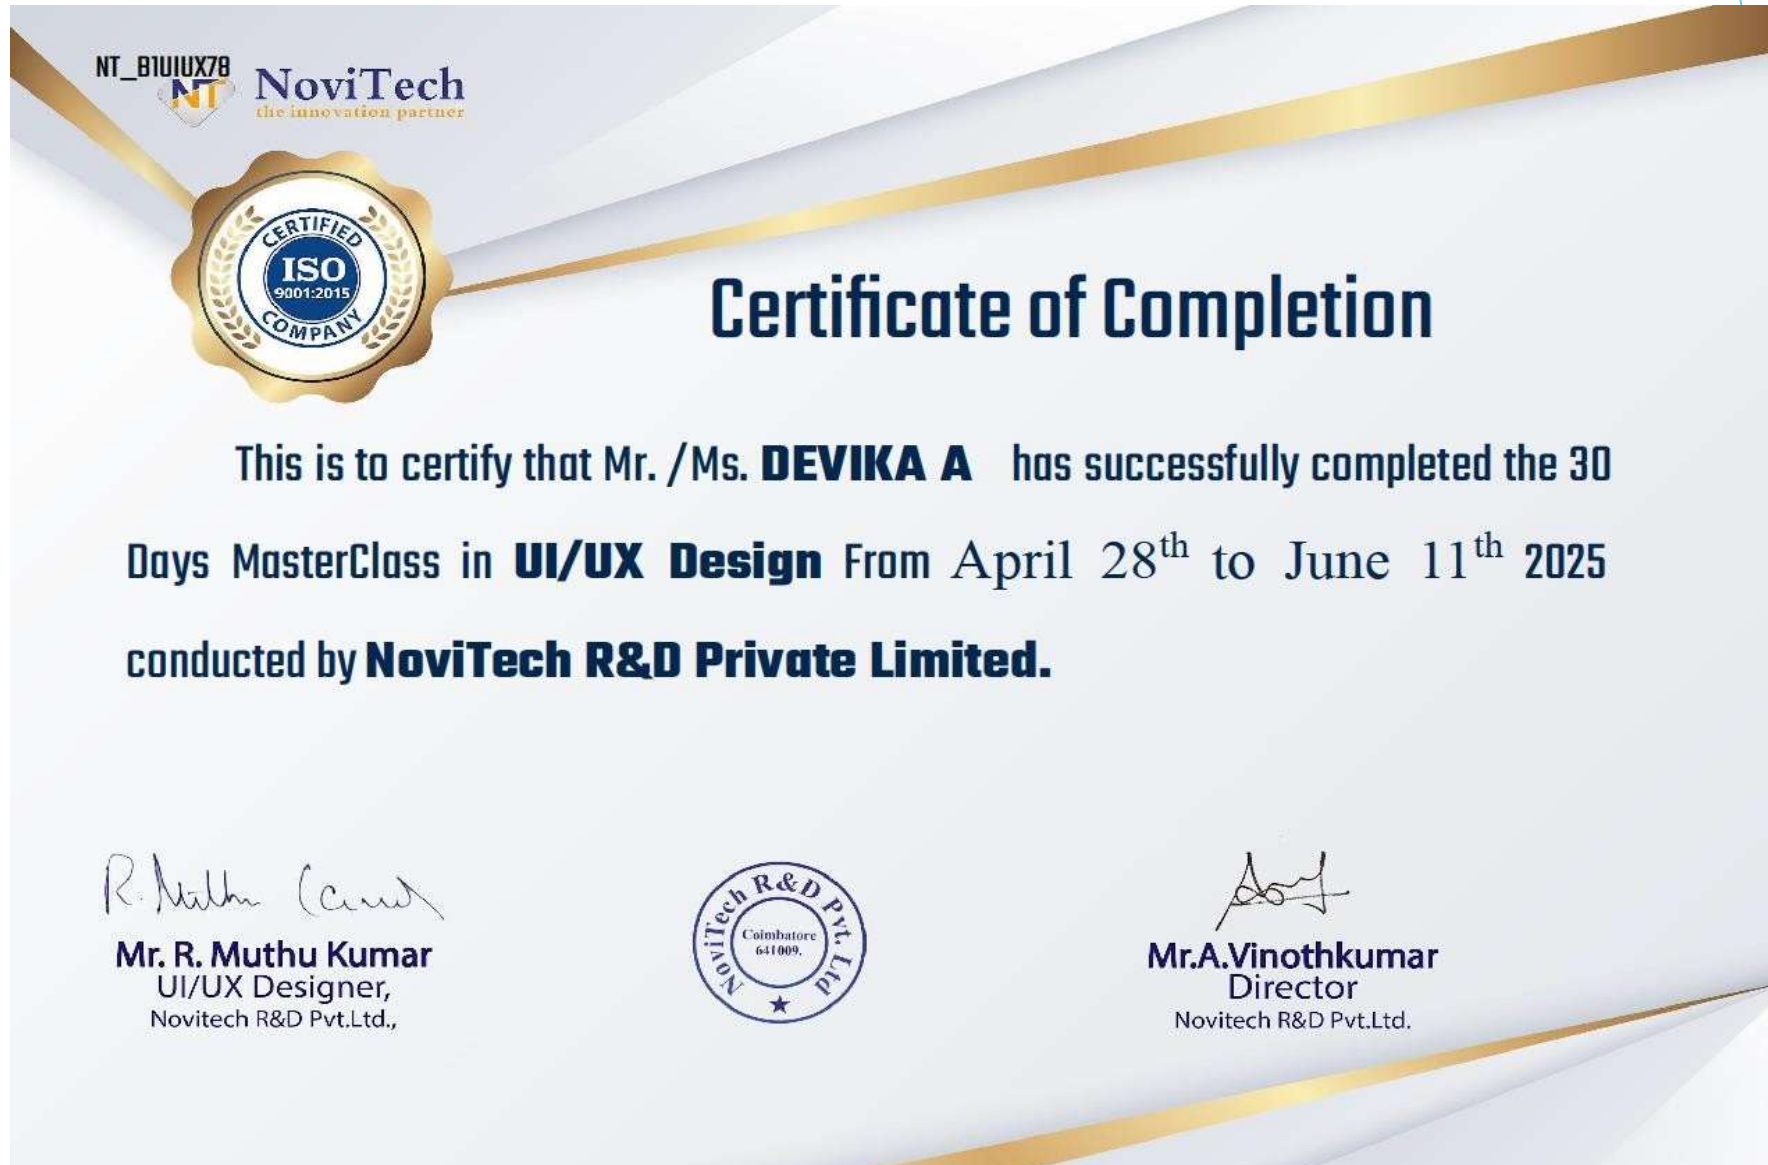 NT_B1UIUX78
NT
NoviTech
the innovation partner
CERTIFIED
ISO
9001:2015
COMPANY
Certificate of Completion
This is to certify that Mr. /Ms. DEVIKA A has successfully completed the 30
Days MasterClass in UI/UX Design From April 28th to June 11th 2025
conducted by NoviTech R&D Private Limited.
R. Muthu Kumar
Mr. R. Muthu Kumar
UI/UX Designer,
Novitech R&D Pvt.Ltd.,
NoviTech R&D Pvt. Ltd
Coimbatore
641009.
Mr.A.Vinothkumar
Director
Novitech R&D Pvt.Ltd.